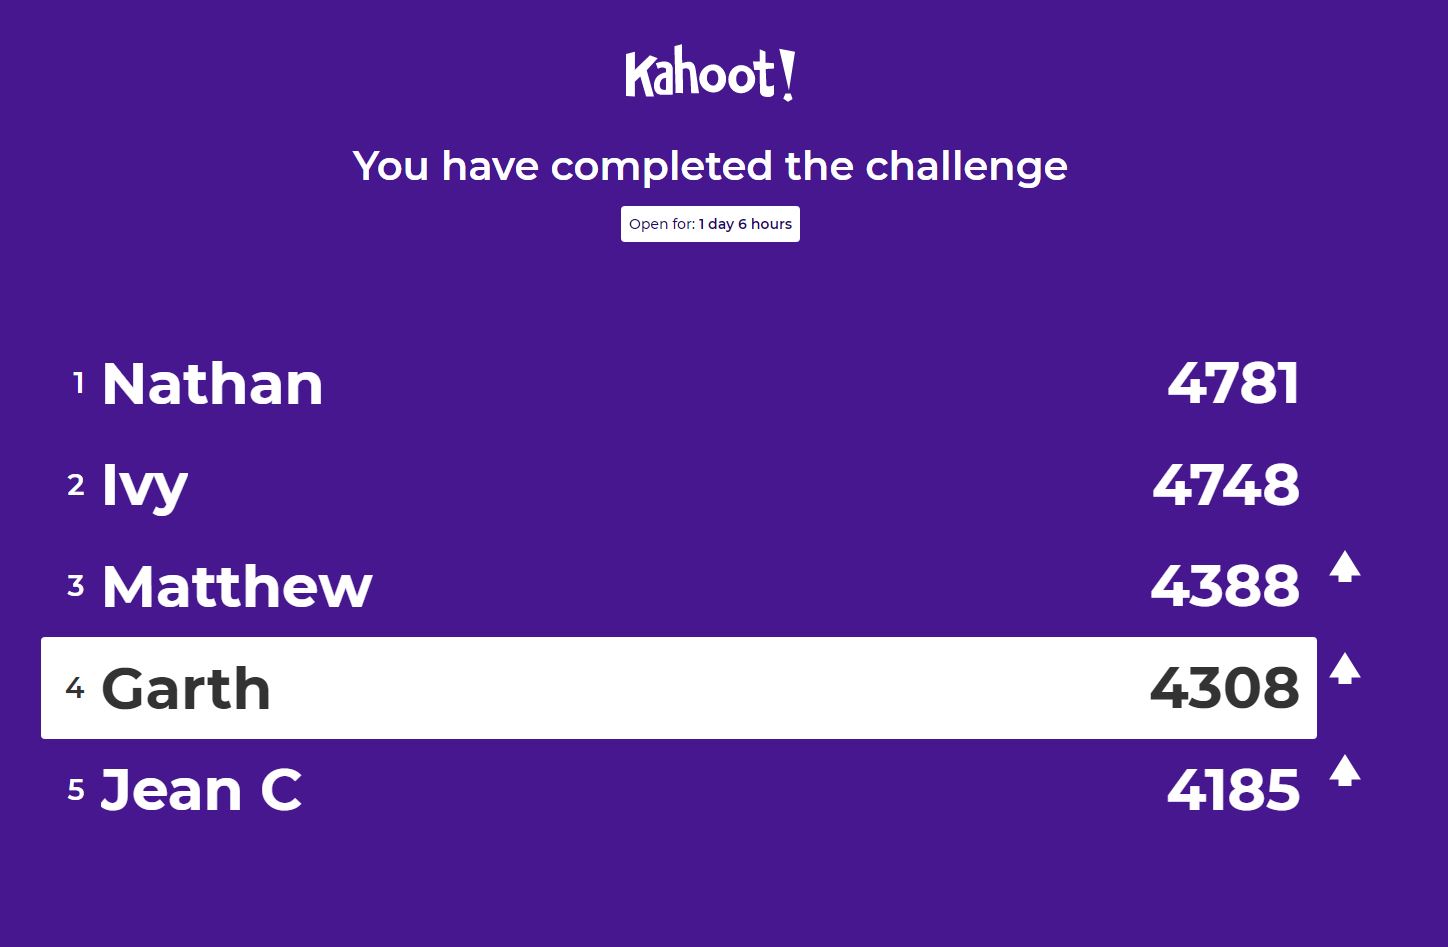 Kahoot!
You have completed the challenge
Open for: 1 day 6 hours
1 Nathan 4781
2 Ivy 4748
3 Matthew 4388
4 Garth 4308
5 Jean C 4185